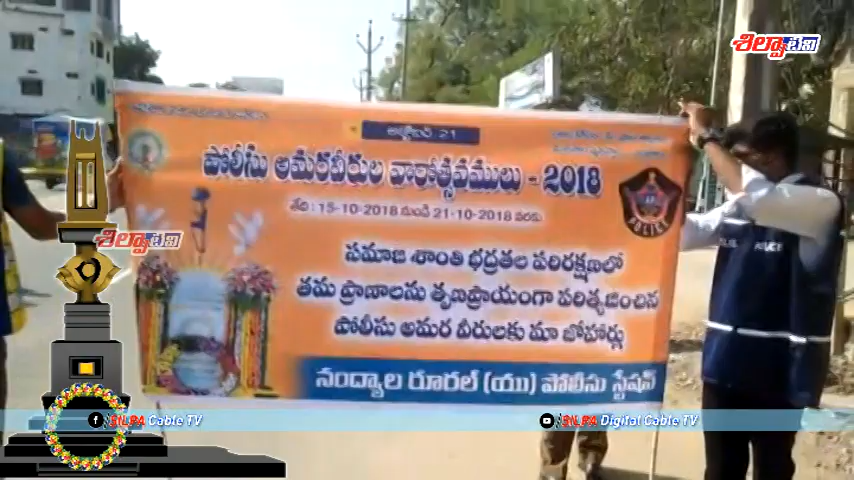 శిల్పాటివి
అక్టోబర్ 21
పోలీసు అమరవీరుల వారోత్సవములు - 2018
తేది : 15-10-2018 నుండి 21-10-2018 వరకు
POLICE
శిల్పాటివి
POLICE
సమాజ శాంతి భద్రతల పరిరక్షణలో
తమ ప్రాణాలను తృణప్రాయంగా పరిత్యజించిన
పోలీసు అమర వీరులకు మా జోహార్లు
నంద్యాల రూరల్ (యు) పోలీసు స్టేషన్
SILPA Cable TV
SILPA Digital Cable TV